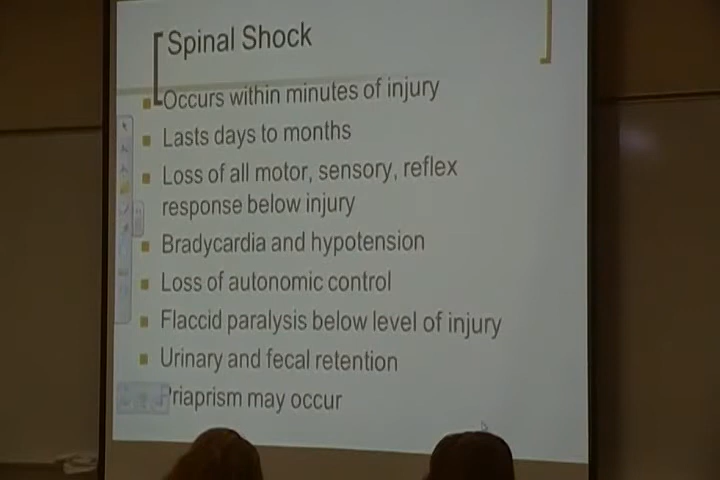 Spinal Shock
Occurs within minutes of injury
Lasts days to months
Loss of all motor, sensory, reflex
response below injury
Bradycardia and hypotension
Loss of autonomic control
Flaccid paralysis below level of injury
Urinary and fecal retention
Priaprism may occur